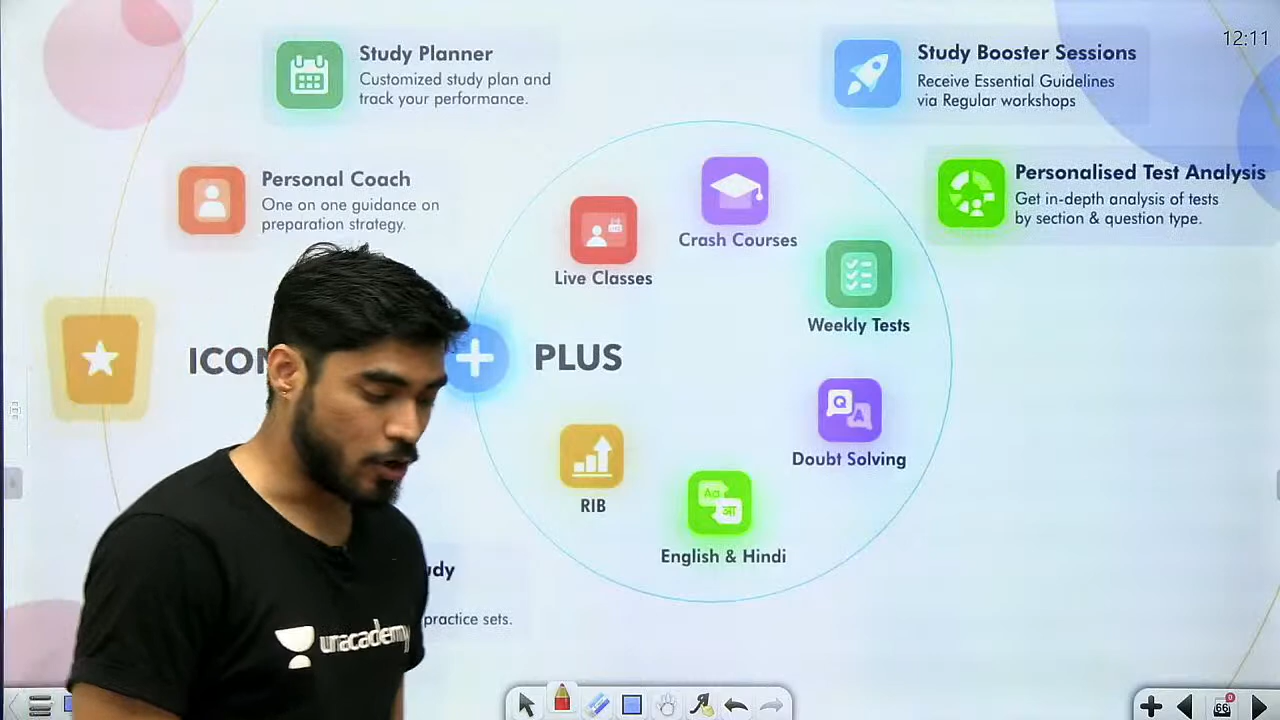 12:11
Study Planner
Customized study plan and
track your performance.
Study Booster Sessions
Receive Essential Guidelines
via Regular workshops
Personal Coach
One on one guidance on
preparation strategy.
Personalised Test Analysis
Get in-depth analysis of tests
by section & question type.
Crash Courses
Live Classes
Weekly Tests
PLUS
Q
A
Doubt Solving
RIB
Aa
आ
English & Hindi
practice sets.
66